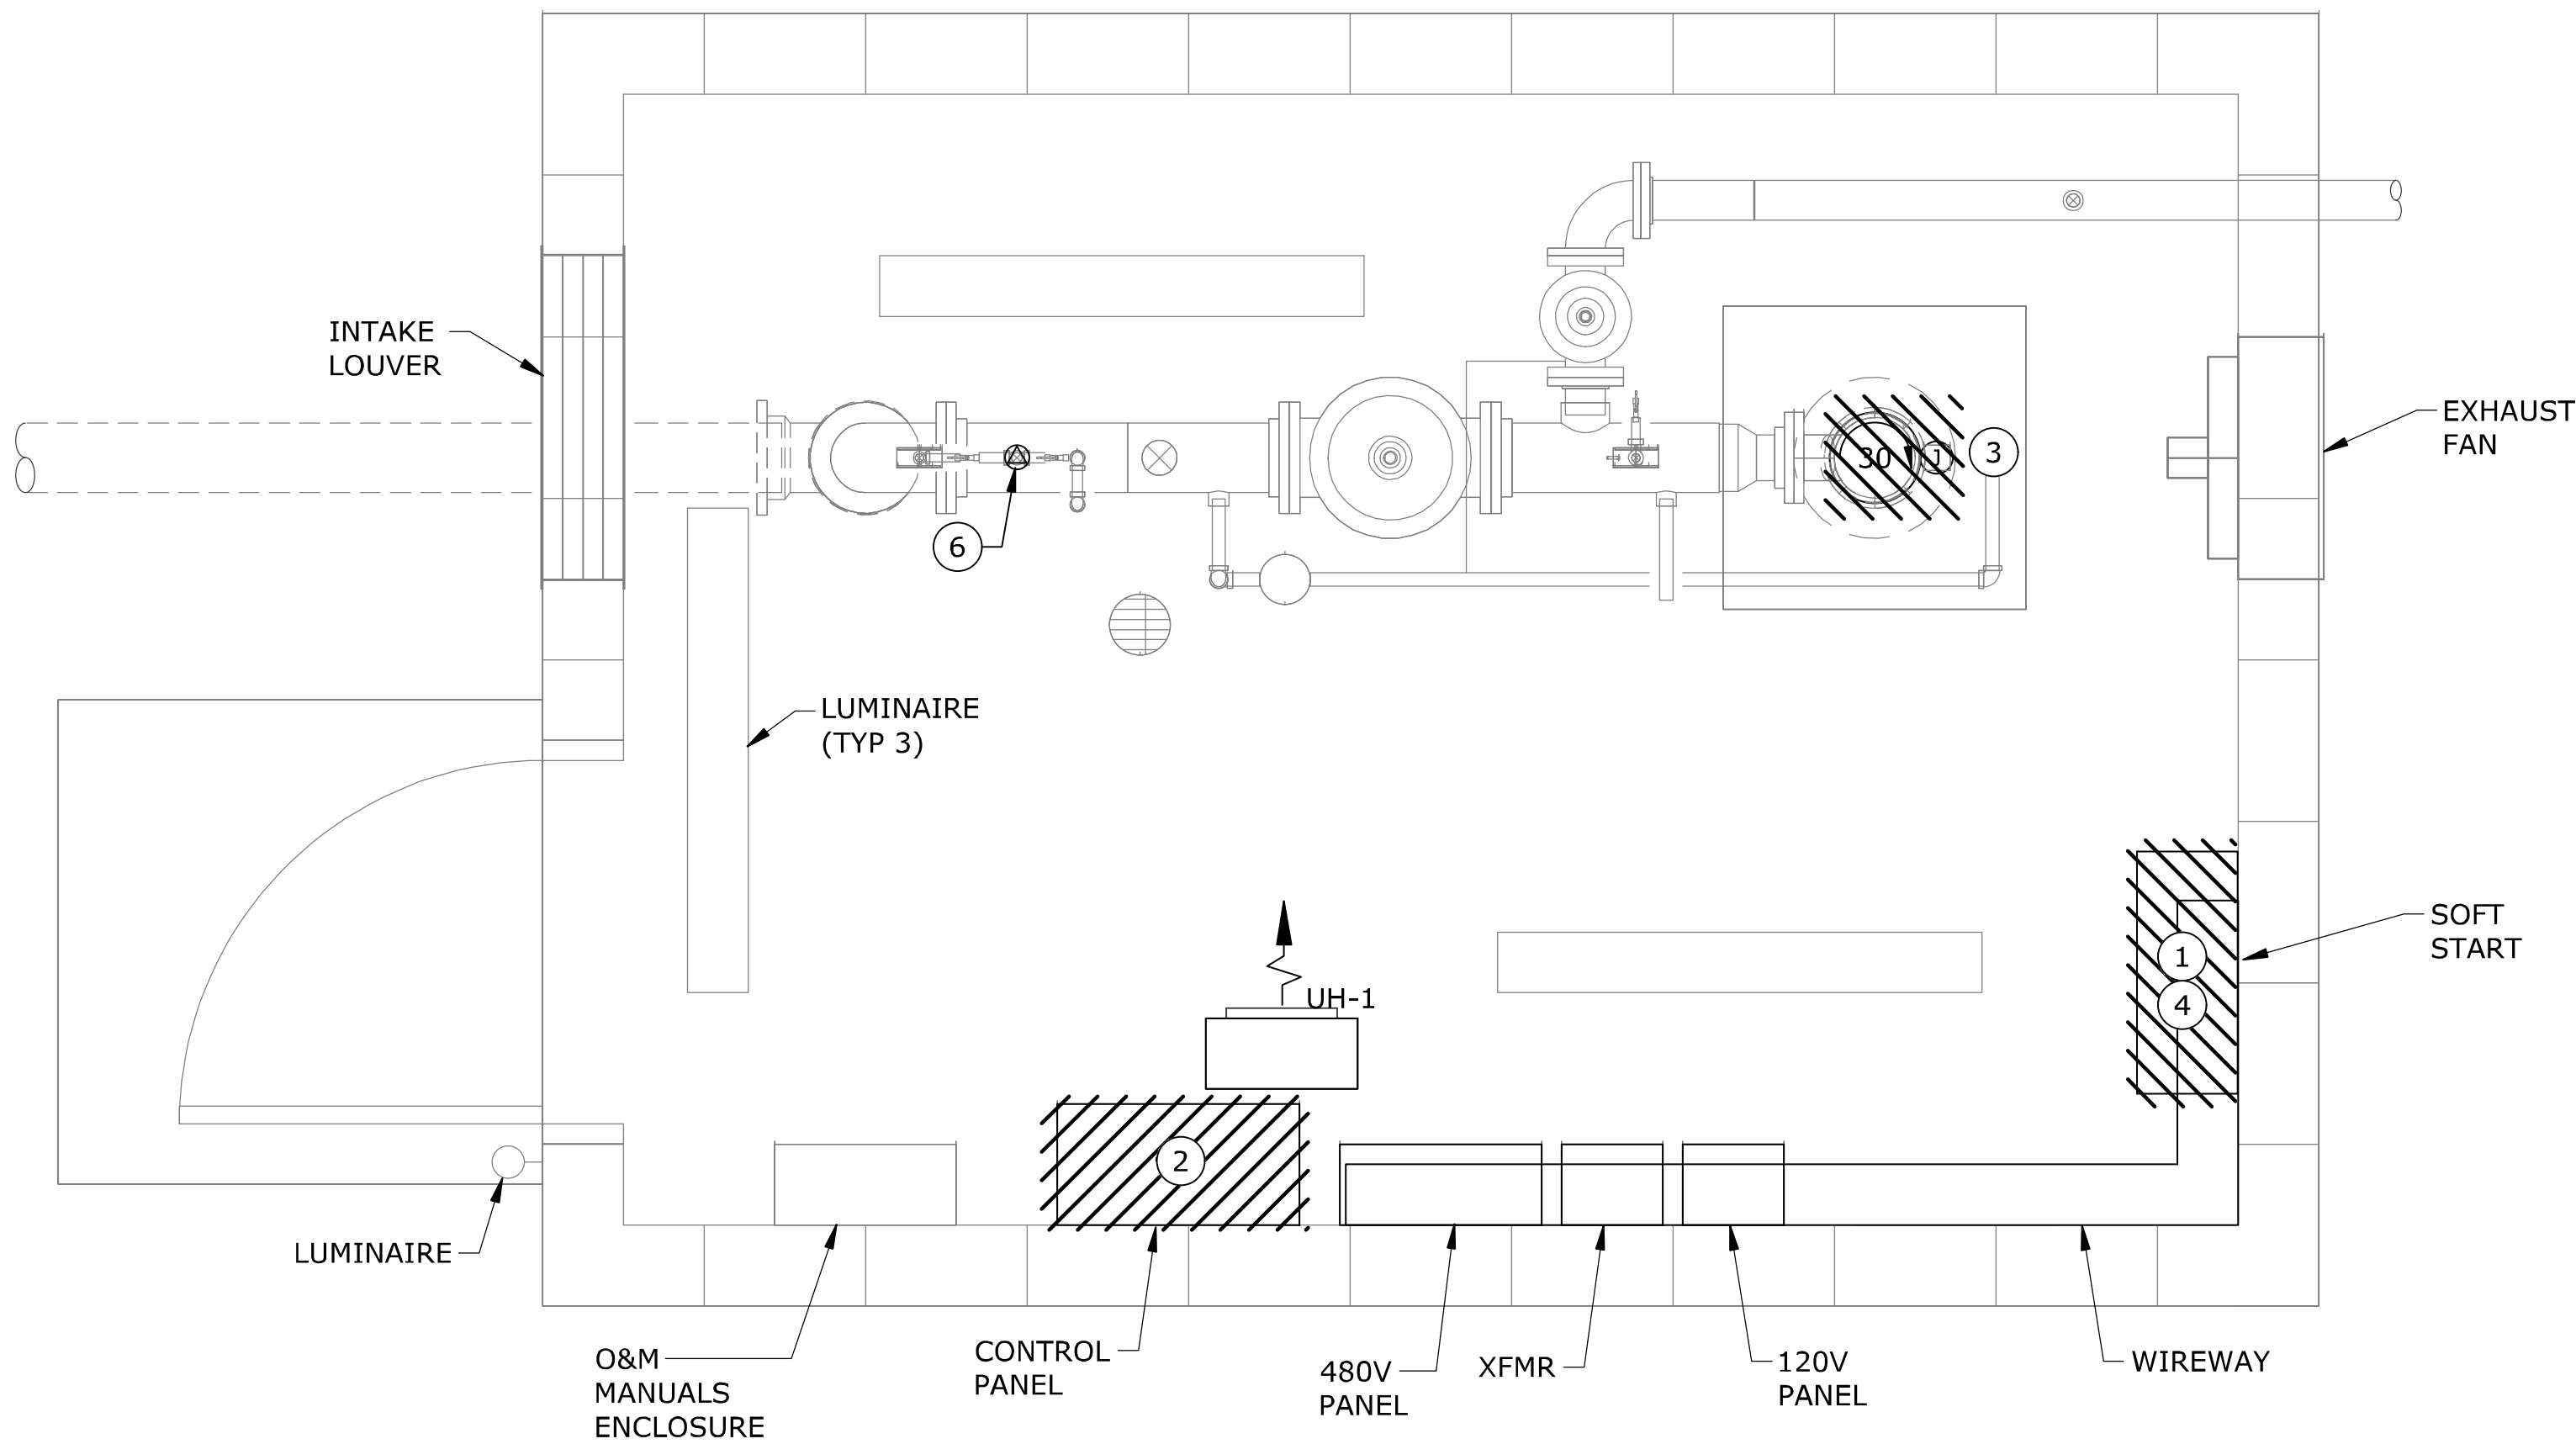 INTAKE
LOUVER
EXHAUST
FAN
30
J
3
6
LUMINAIRE
(TYP 3)
SOFT
START
1
4
UH-1
2
LUMINAIRE
O&M
MANUALS
ENCLOSURE
CONTROL
PANEL
480V
PANEL
XFMR
120V
PANEL
WIREWAY